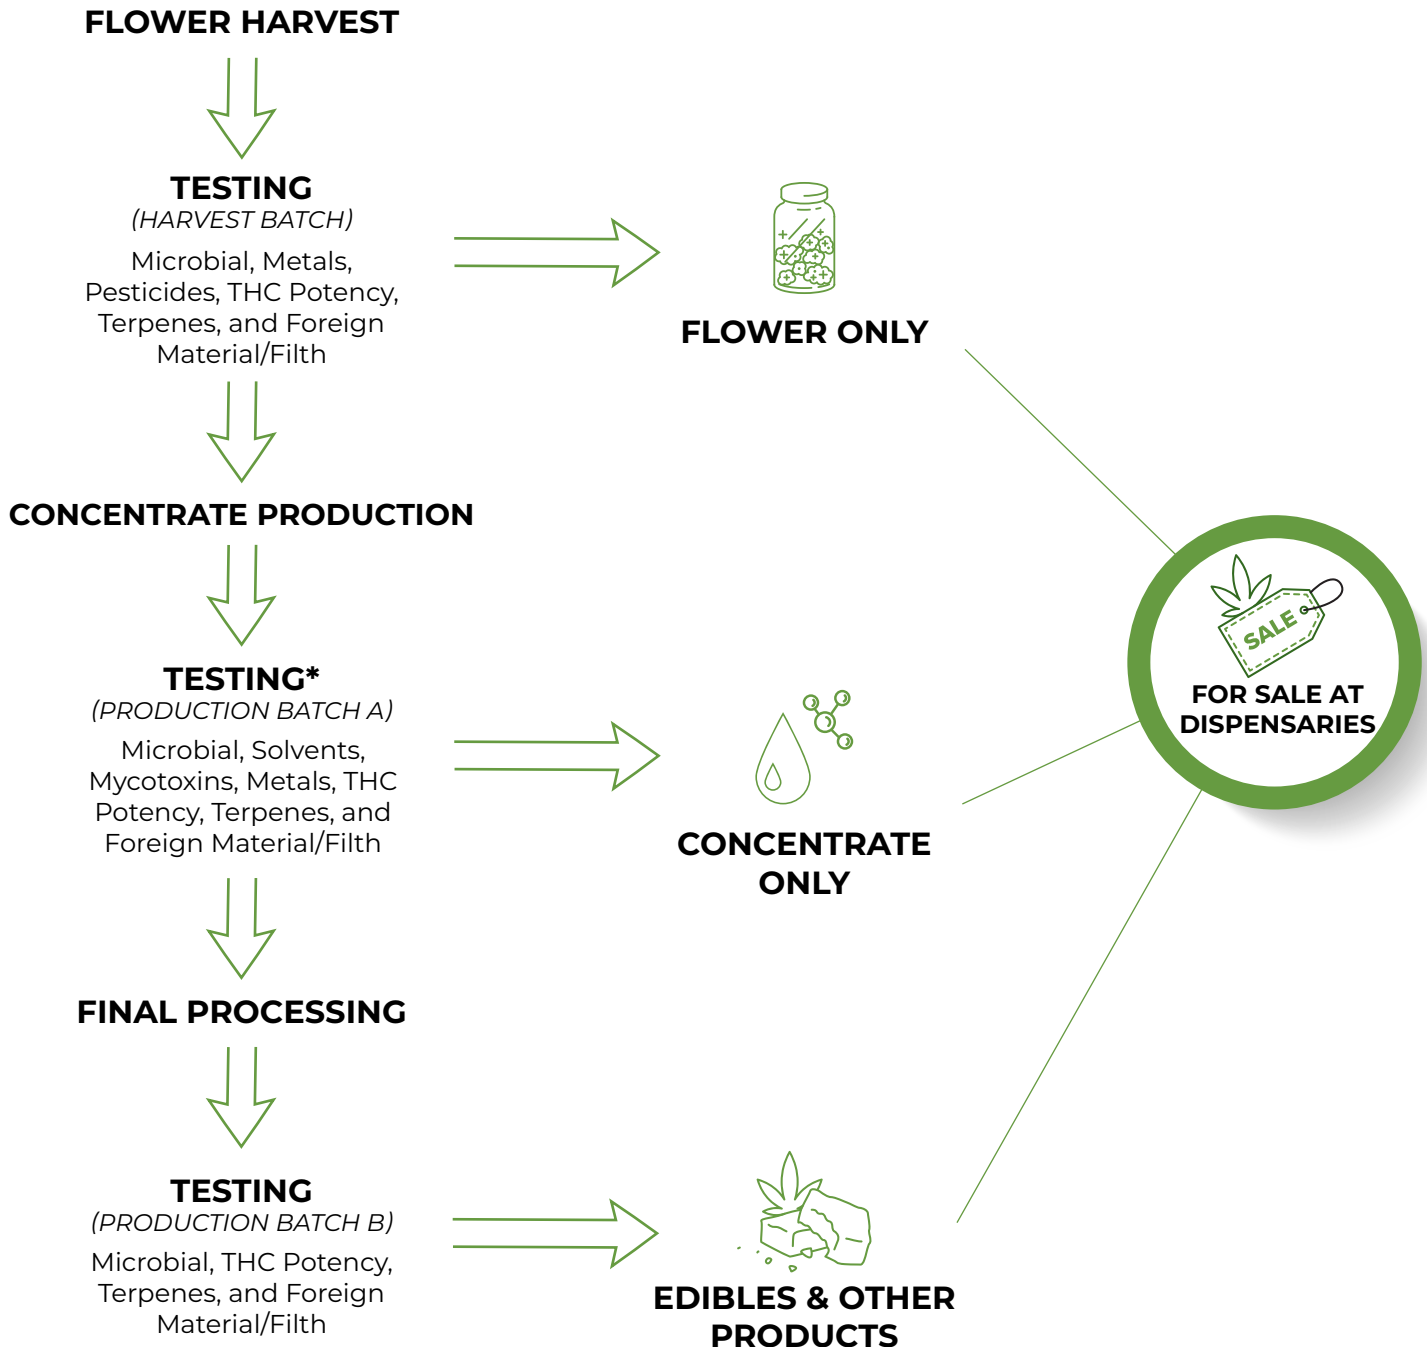 FLOWER HARVEST
TESTING
(HARVEST BATCH)
Microbial, Metals,
Pesticides, THC Potency,
Terpenes, and Foreign
Material/Filth
FLOWER ONLY
CONCENTRATE PRODUCTION
TESTING*
(PRODUCTION BATCH A)
Microbial, Solvents,
Mycotoxins, Metals, THC
Potency, Terpenes, and
Foreign Material/Filth
CONCENTRATE
ONLY
SALE
FOR SALE AT
DISPENSARIES
FINAL PROCESSING
TESTING
(PRODUCTION BATCH B)
Microbial, THC Potency,
Terpenes, and Foreign
Material/Filth
EDIBLES & OTHER
PRODUCTS